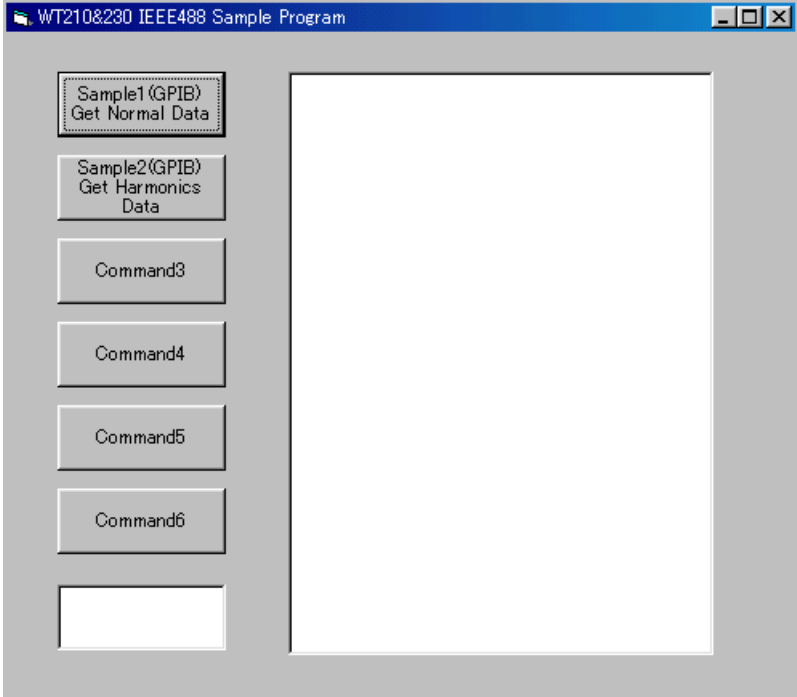 WT210&230 IEEE488 Sample Program
Sample1(GPIB)
Get Normal Data
Sample2(GPIB)
Get Harmonics
Data
Command3
Command4
Command5
Command6